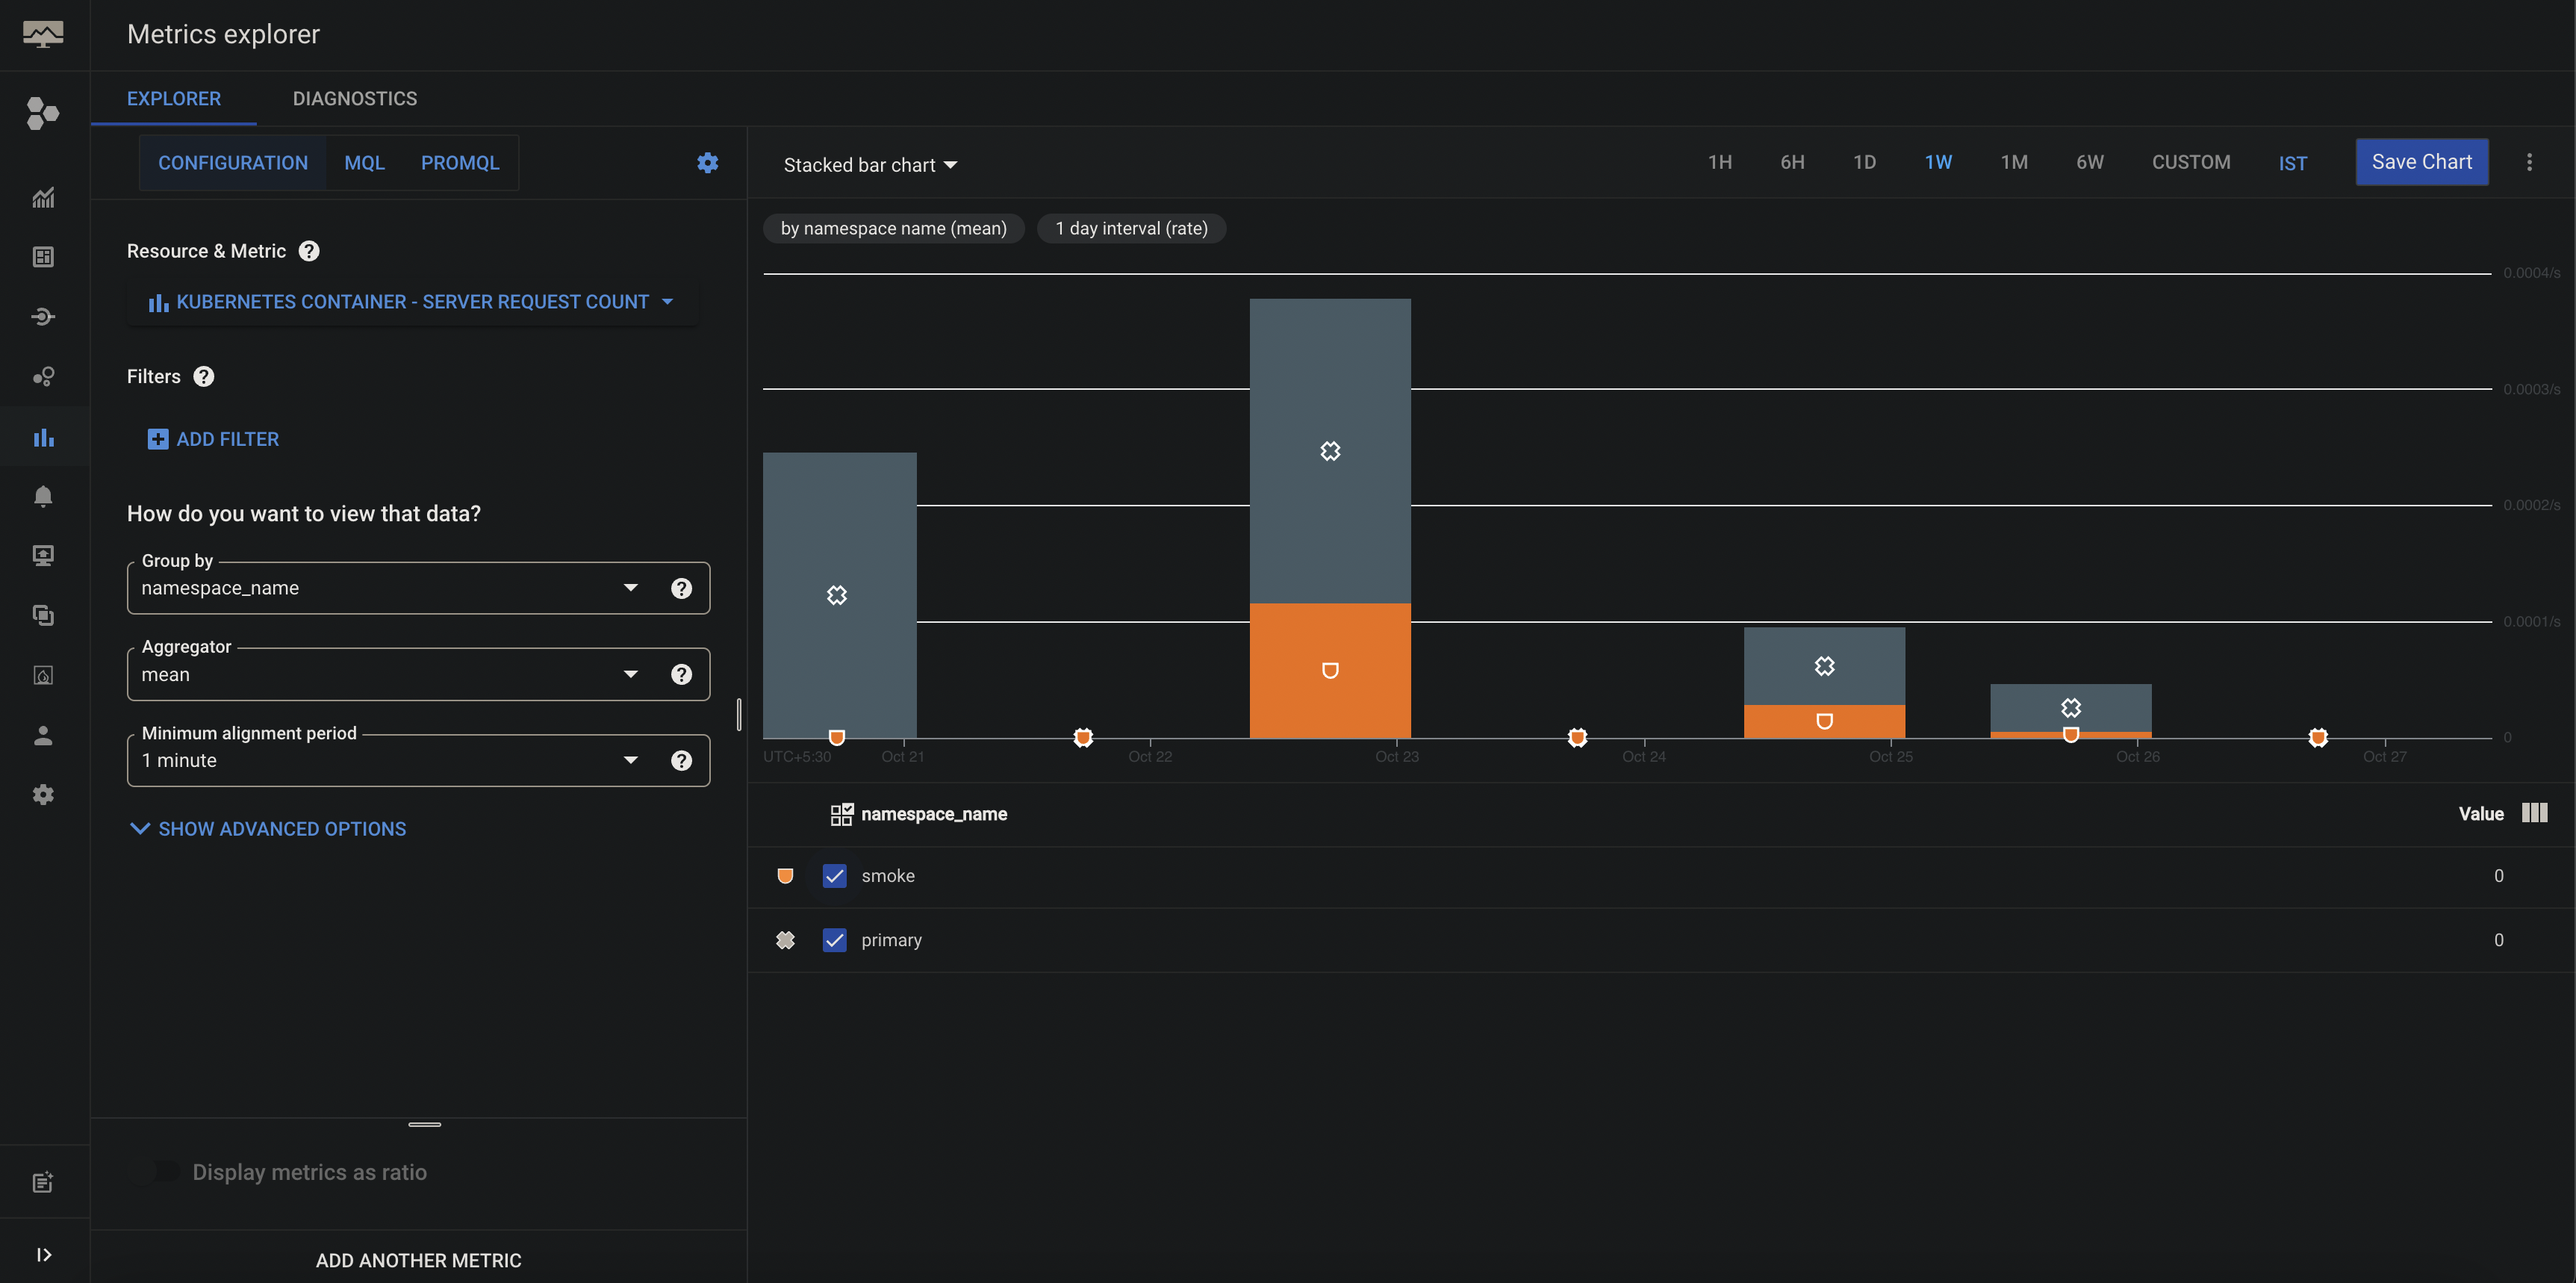 Metrics explorer
EXPLORER
DIAGNOSTICS
CONFIGURATION
MQL
PROMQL
Resource & Metric
KUBERNETES CONTAINER - SERVER REQUEST COUNT
Filters
ADD FILTER
How do you want to view that data?
Group by
namespace_name
Aggregator
mean
Minimum alignment period
1 minute
SHOW ADVANCED OPTIONS
Display metrics as ratio
ADD ANOTHER METRIC
Stacked bar chart
1H
6H
1D
1W
1M
6W
CUSTOM
IST
Save Chart
by namespace name (mean)
1 day interval (rate)
0.0004/s
0.0003/s
0.0002/s
0.0001/s
0
UTC+5:30
Oct 21
Oct 22
Oct 23
Oct 24
Oct 25
Oct 26
Oct 27
namespace_name
Value
smoke
0
primary
0